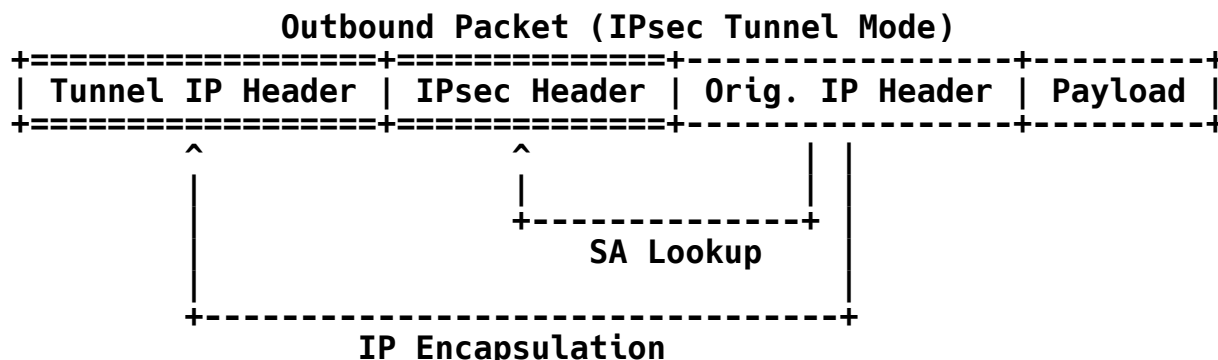 Outbound Packet (IPsec Tunnel Mode)
| Tunnel IP Header | IPsec Header | Orig. IP Header | Payload |
SA Lookup
IP Encapsulation